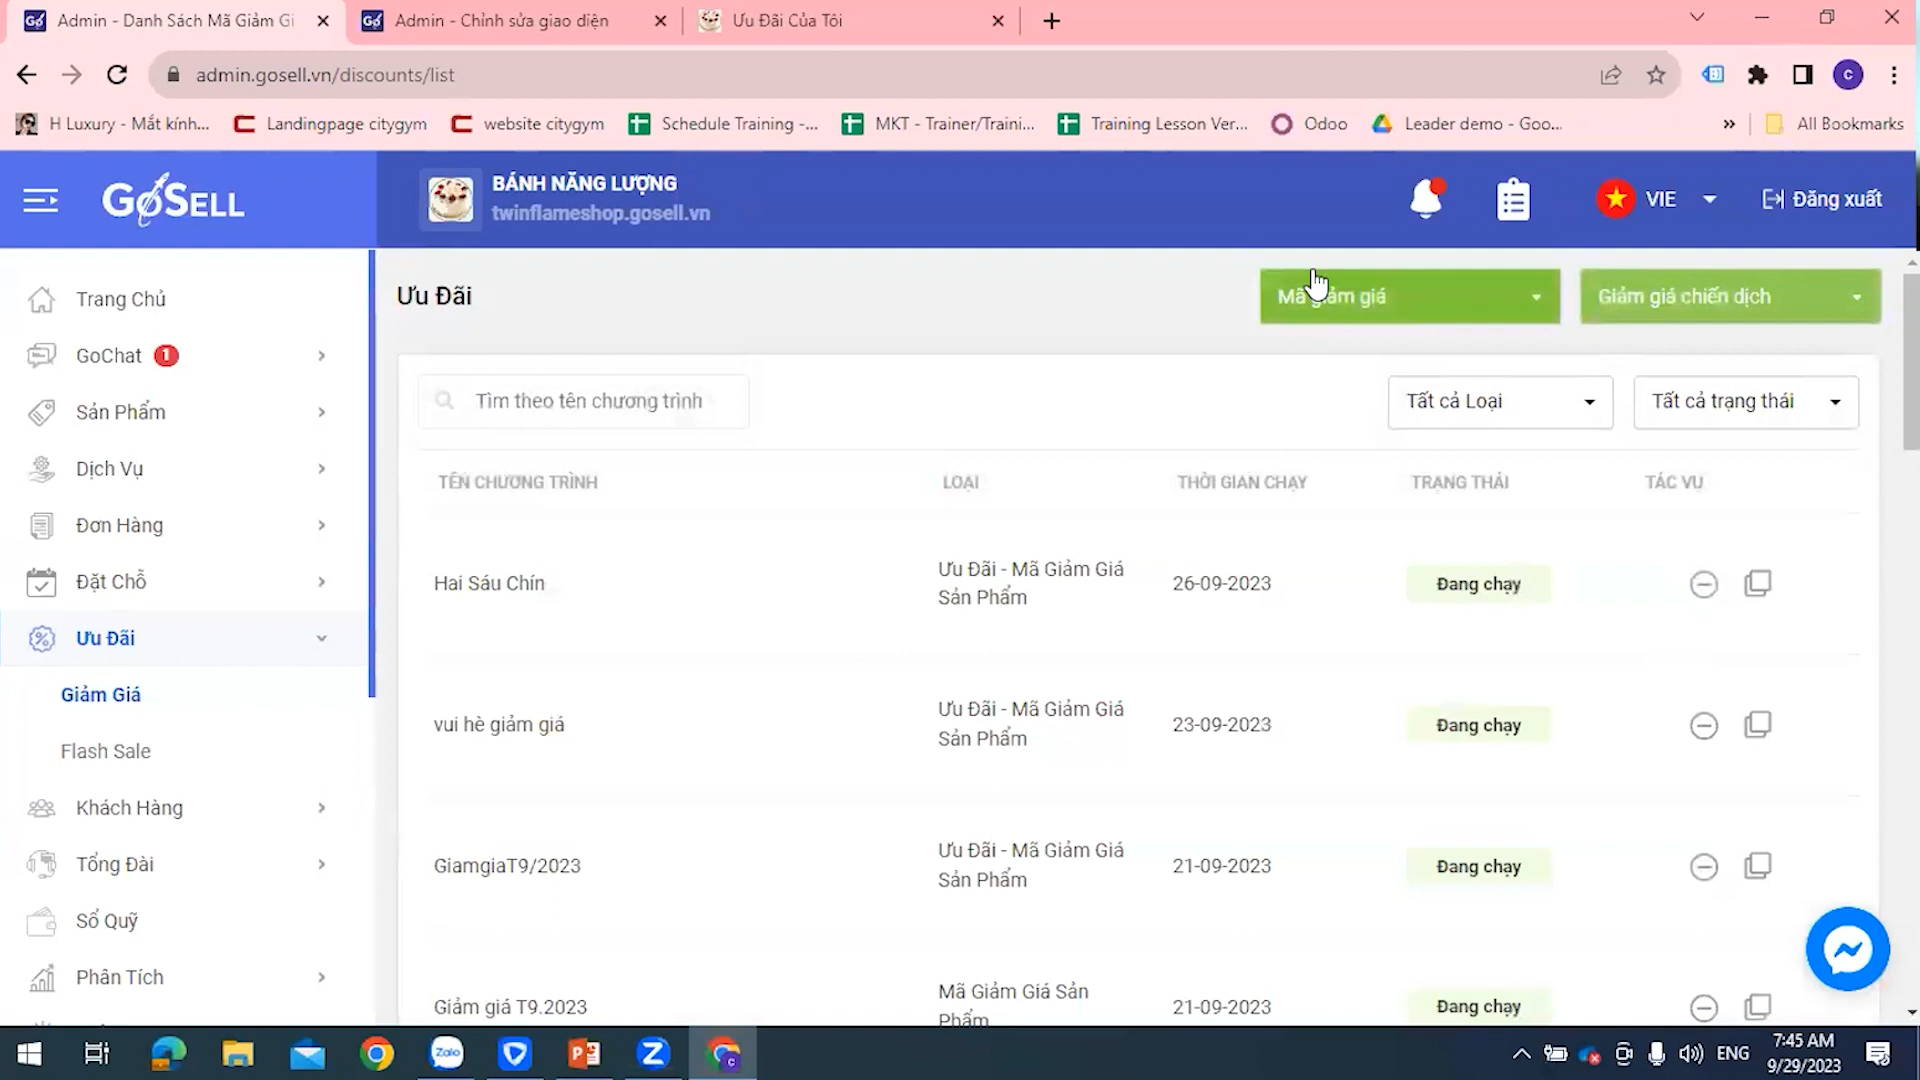 Admin - Danh Sách Mã Giảm Gi
Admin - Chỉnh sửa giao diện
Ưu Đãi Của Tôi
admin.gosell.vn/discounts/list
C
H Luxury - Mắt kính...
Landingpage citygym
website citygym
Schedule Training -...
MKT - Trainer/Traini...
Training Lesson Ver...
Odoo
Leader demo - Goo...
»
All Bookmarks
GoSELL
BÁNH NĂNG LƯỢNG
twinflameshop.gosell.vn
VIE
Đăng xuất
Trang Chủ
GoChat 1
Sản Phẩm
Dịch Vụ
Đơn Hàng
Đặt Chỗ
Ưu Đãi
Giảm Giá
Flash Sale
Khách Hàng
Tổng Đài
Sổ Quỹ
Phân Tích
Ưu Đãi
Mã giảm giá
Giảm giá chiến dịch
Tìm theo tên chương trình
Tất cả Loại
Tất cả trạng thái
TÊN CHƯƠNG TRÌNH
LOẠI
THỜI GIAN CHẠY
TRẠNG THÁI
TÁC VỤ
Hai Sáu Chín
Ưu Đãi - Mã Giảm Giá
Sản Phẩm
26-09-2023
Đang chạy
vui hè giảm giá
Ưu Đãi - Mã Giảm Giá
Sản Phẩm
23-09-2023
Đang chạy
GiamgiaT9/2023
Ưu Đãi - Mã Giảm Giá
Sản Phẩm
21-09-2023
Đang chạy
Giảm giá T9.2023
Mã Giảm Giá Sản
Phẩm
21-09-2023
Đang chạy
Zalo
ENG
7:45 AM
9/29/2023